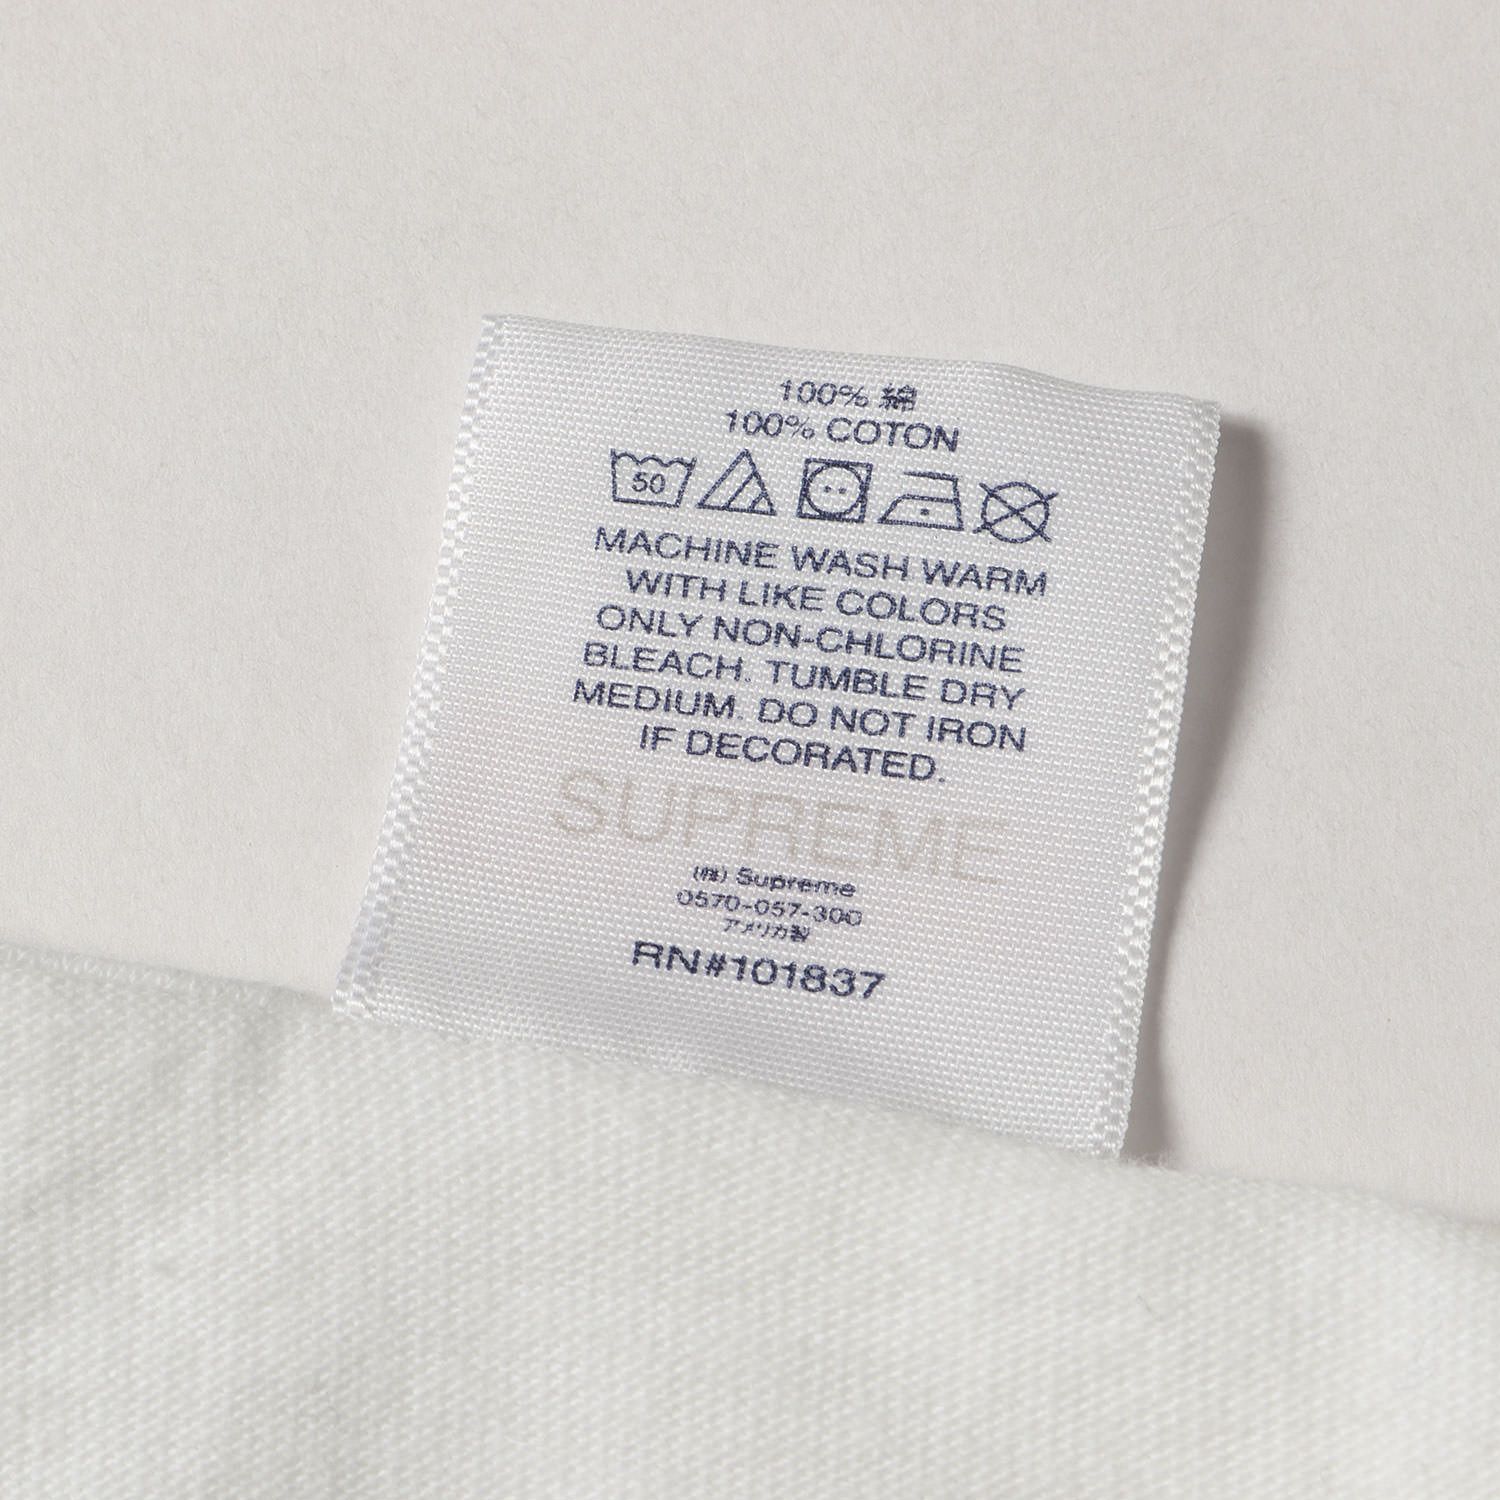 100% 綿
100% COTON
50
MACHINE WASH WARM
WITH LIKE COLORS
ONLY NON-CHLORINE
BLEACH. TUMBLE DRY
MEDIUM. DO NOT IRON
IF DECORATED.
SUPREME
(株) Supreme
0570-057-300
アメリカ製
RN#101837